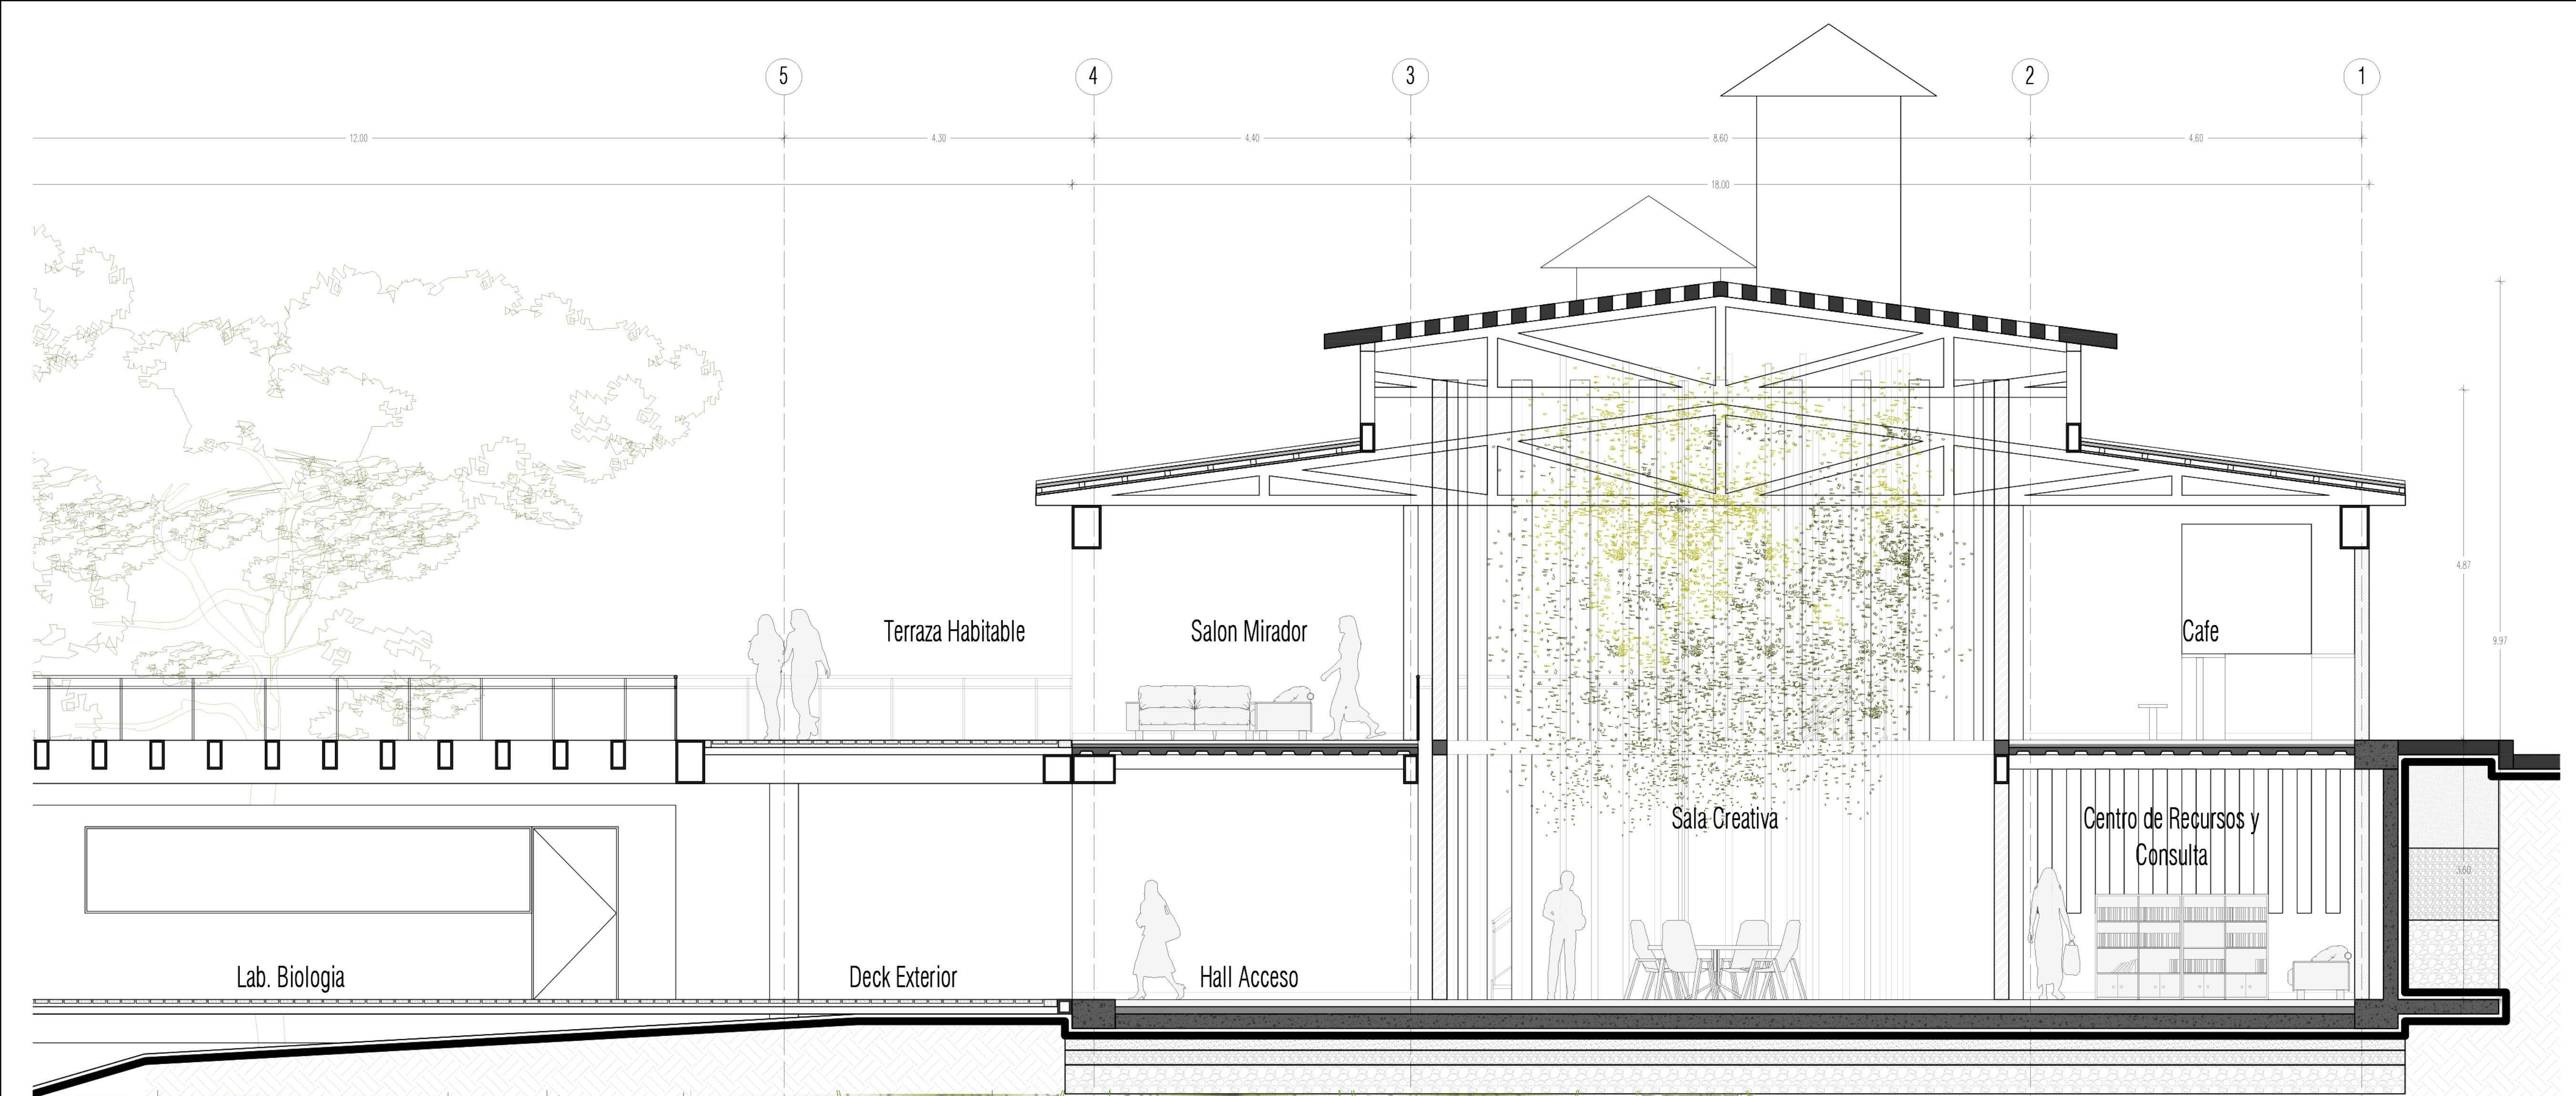 5
4
3
2
1
12.00
4.30
4.40
8.60
4.60
18.00
4.87
9.97
Terraza Habitable
Salon Mirador
Cafe
Sala Creativa
Centro de Recursos y
Consulta
3.60
Lab. Biologia
Deck Exterior
Hall Acceso